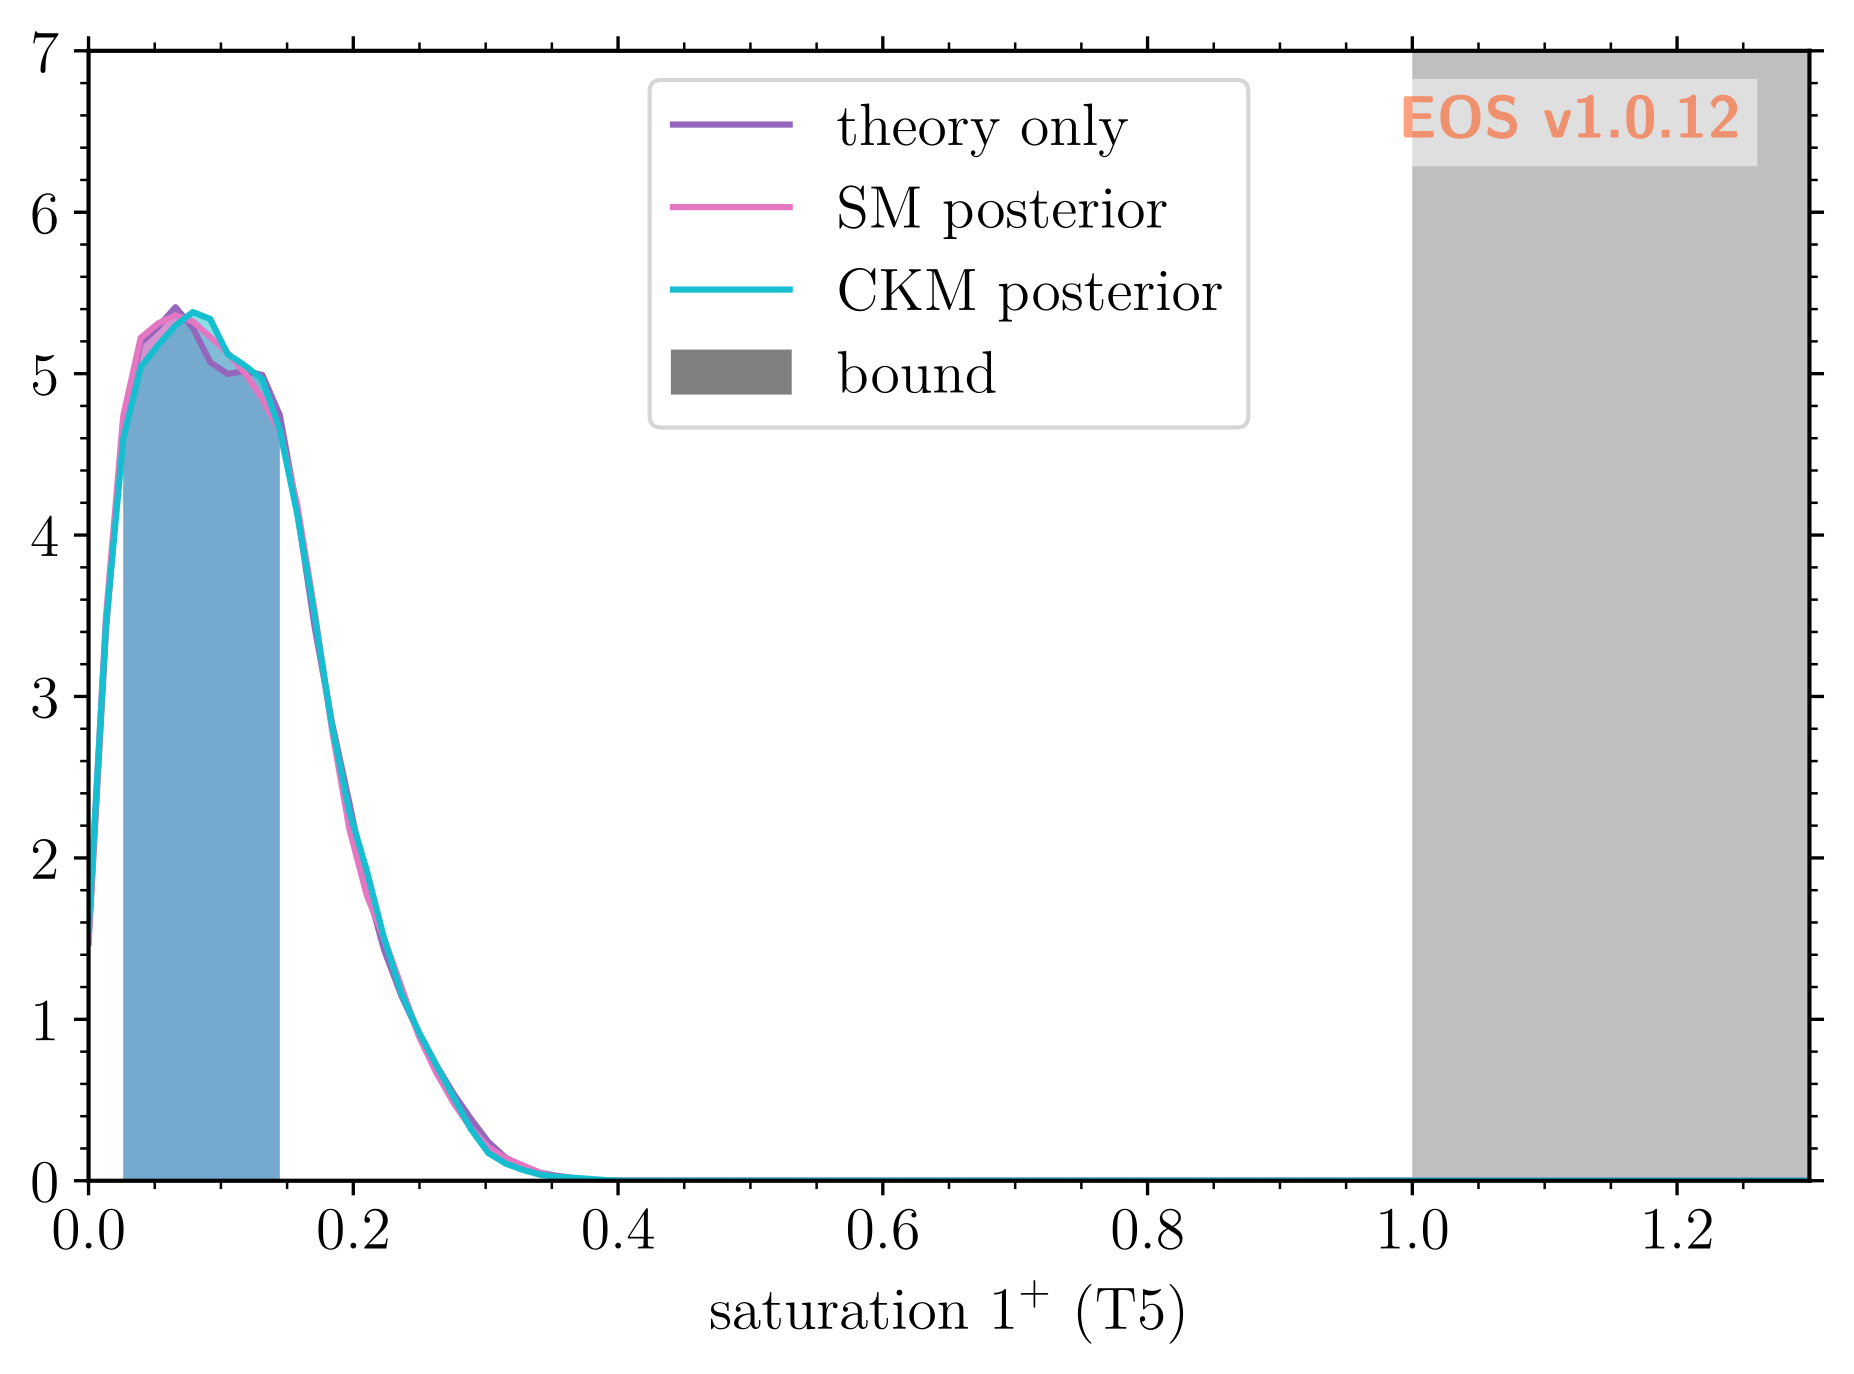 7
6
5
4
3
2
1
0
theory only
SM posterior
CKM posterior
bound
EOS v1.0.12
0.0 0.2 0.4 0.6 0.8 1.0 1.2
saturation 1⁺ (T5)